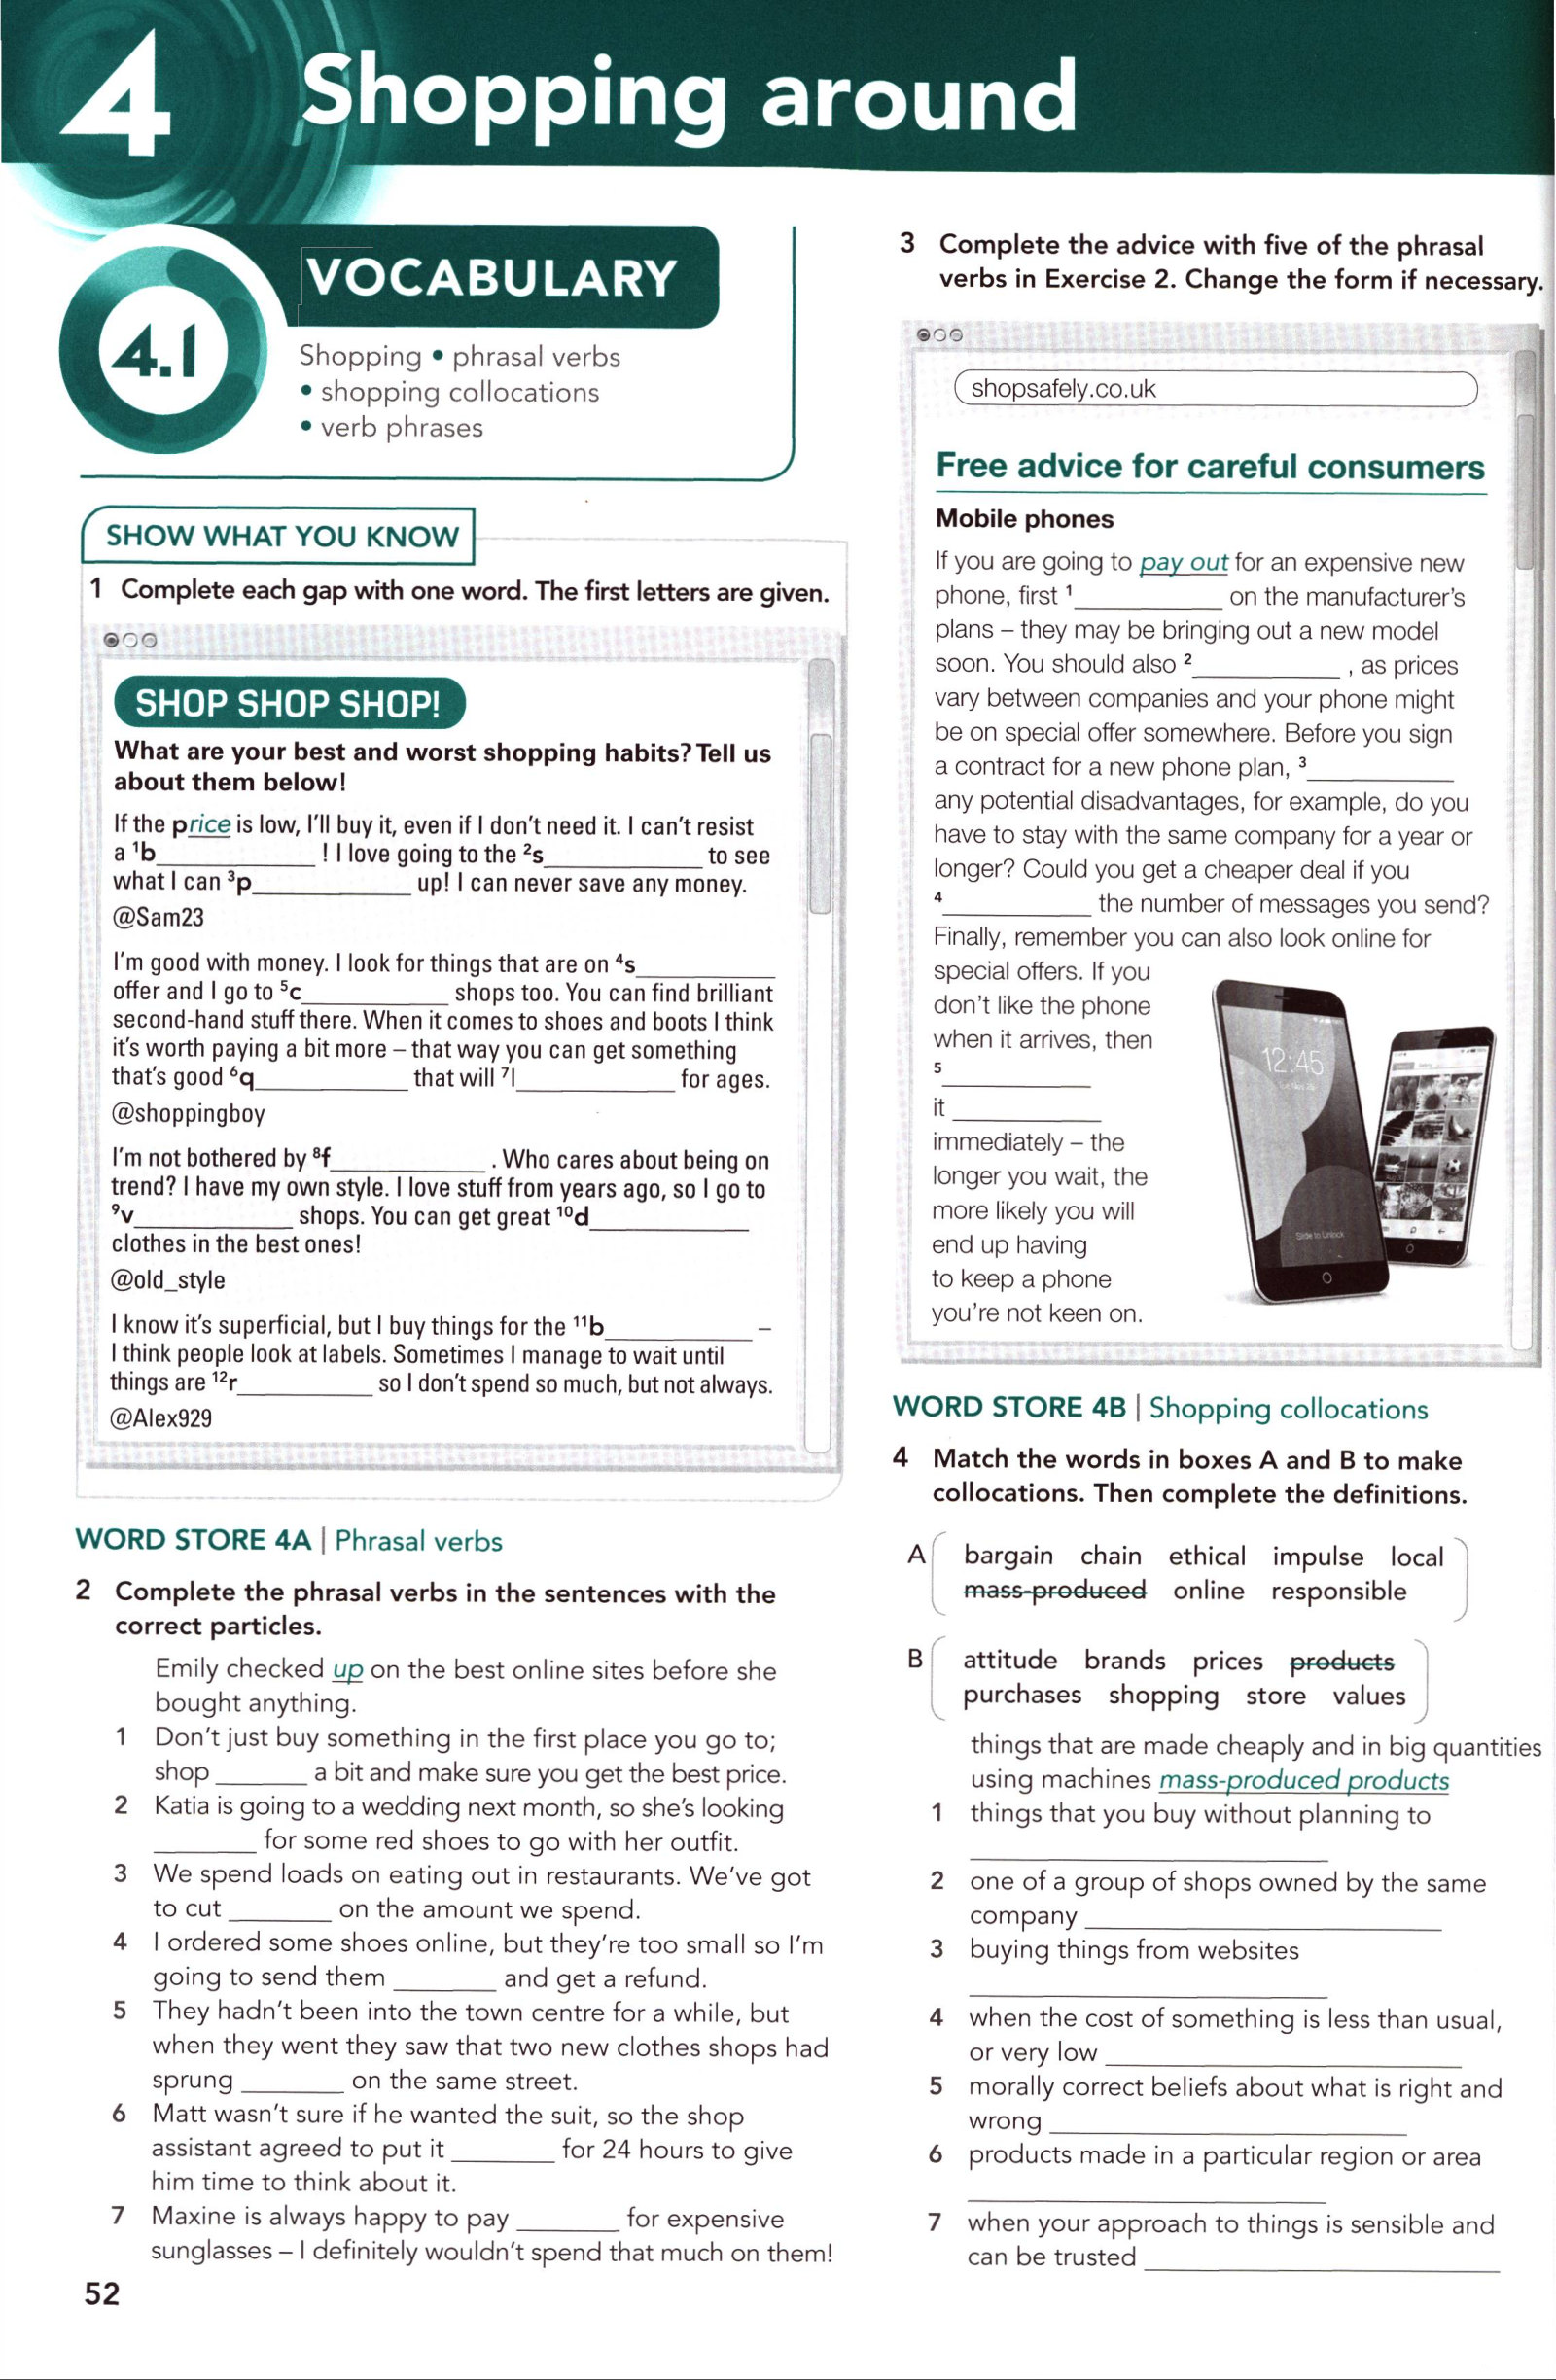 4 Shopping around
4.1
VOCABULARY
Shopping • phrasal verbs
• shopping collocations
• verb phrases
SHOW WHAT YOU KNOW
1 Complete each gap with one word. The first letters are given.
SHOP SHOP SHOP!
What are your best and worst shopping habits? Tell us
about them below!
If the price is low, I'll buy it, even if I don't need it. I can't resist
a ¹b____________ ! I love going to the ²s____________ to see
what I can ³p____________ up! I can never save any money.
@Sam23
I'm good with money. I look for things that are on ⁴s____________
offer and I go to ⁵c____________ shops too. You can find brilliant
second-hand stuff there. When it comes to shoes and boots I think
it's worth paying a bit more – that way you can get something
that's good ⁶q____________ that will ⁷l____________ for ages.
@shoppingboy
I'm not bothered by ⁸f____________ . Who cares about being on
trend? I have my own style. I love stuff from years ago, so I go to
⁹v____________ shops. You can get great ¹⁰d____________
clothes in the best ones!
@old_style
I know it's superficial, but I buy things for the ¹¹b____________ –
I think people look at labels. Sometimes I manage to wait until
things are ¹²r____________ so I don't spend so much, but not always.
@Alex929
WORD STORE 4A | Phrasal verbs
2 Complete the phrasal verbs in the sentences with the
correct particles.
Emily checked up on the best online sites before she
bought anything.
1 Don't just buy something in the first place you go to;
shop ________ a bit and make sure you get the best price.
2 Katia is going to a wedding next month, so she's looking
________ for some red shoes to go with her outfit.
3 We spend loads on eating out in restaurants. We've got
to cut ________ on the amount we spend.
4 I ordered some shoes online, but they're too small so I'm
going to send them ________ and get a refund.
5 They hadn't been into the town centre for a while, but
when they went they saw that two new clothes shops had
sprung ________ on the same street.
6 Matt wasn't sure if he wanted the suit, so the shop
assistant agreed to put it ________ for 24 hours to give
him time to think about it.
7 Maxine is always happy to pay ________ for expensive
sunglasses – I definitely wouldn't spend that much on them!
52
3 Complete the advice with five of the phrasal
verbs in Exercise 2. Change the form if necessary.
shopsafely.co.uk
Free advice for careful consumers
Mobile phones
If you are going to pay out for an expensive new
phone, first ¹____________ on the manufacturer's
plans – they may be bringing out a new model
soon. You should also ²____________ , as prices
vary between companies and your phone might
be on special offer somewhere. Before you sign
a contract for a new phone plan, ³____________
any potential disadvantages, for example, do you
have to stay with the same company for a year or
longer? Could you get a cheaper deal if you
⁴____________ the number of messages you send?
Finally, remember you can also look online for
special offers. If you
don't like the phone
when it arrives, then
⁵____________
it ____________
immediately – the
longer you wait, the
more likely you will
end up having
to keep a phone
you're not keen on.
12:45
Slide to Unlock
WORD STORE 4B | Shopping collocations
4 Match the words in boxes A and B to make
collocations. Then complete the definitions.
A bargain chain ethical impulse local
mass-produced online responsible
B attitude brands prices products
purchases shopping store values
things that are made cheaply and in big quantities
using machines mass-produced products
1 things that you buy without planning to
____________
2 one of a group of shops owned by the same
company ____________
3 buying things from websites
____________
4 when the cost of something is less than usual,
or very low ____________
5 morally correct beliefs about what is right and
wrong ____________
6 products made in a particular region or area
____________
7 when your approach to things is sensible and
can be trusted ____________